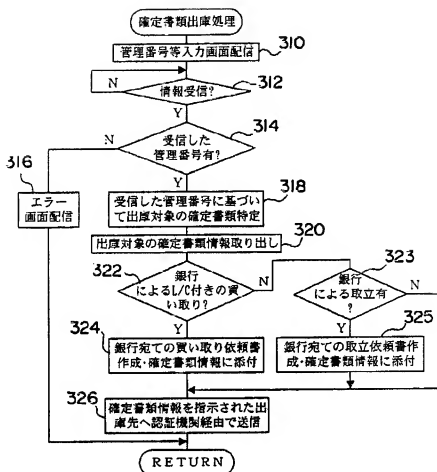 確定書類出庫処理
管理番号等入力画面配信
310
N
情報受信?
312
Y
314
N
受信した
管理番号有?
316
エラー
画面配信
Y
318
受信した管理番号に基づい
て出庫対象の確定書類特定
320
出庫対象の確定書類情報取り出し
322
銀行
によるL/C付きの買
い取り?
N
323
銀行
による取立有
?
N
324
Y
銀行宛ての買い取り依頼書
作成・確定書類情報に添付
Y
325
銀行宛ての取立依頼書作
成・確定書類情報に添付
326
確定書類情報を指示された出
庫先へ認証機関経由で送信
RETURN